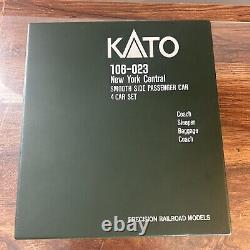 KATO
106-023
New York Central
SMOOTH SIDE PASSENGER CAR
4 CAR SET
Coach
Sleeper
Baggage
Coach
PRECISION RAILROAD MODELS